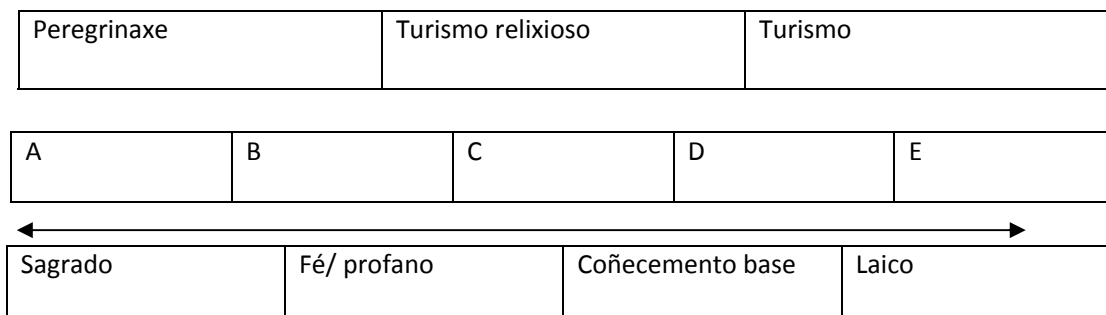 Peregrinaxe Turismo relixioso Turismo
A B C D E
Sagrado Fé/ profano Coñecemento base Laico